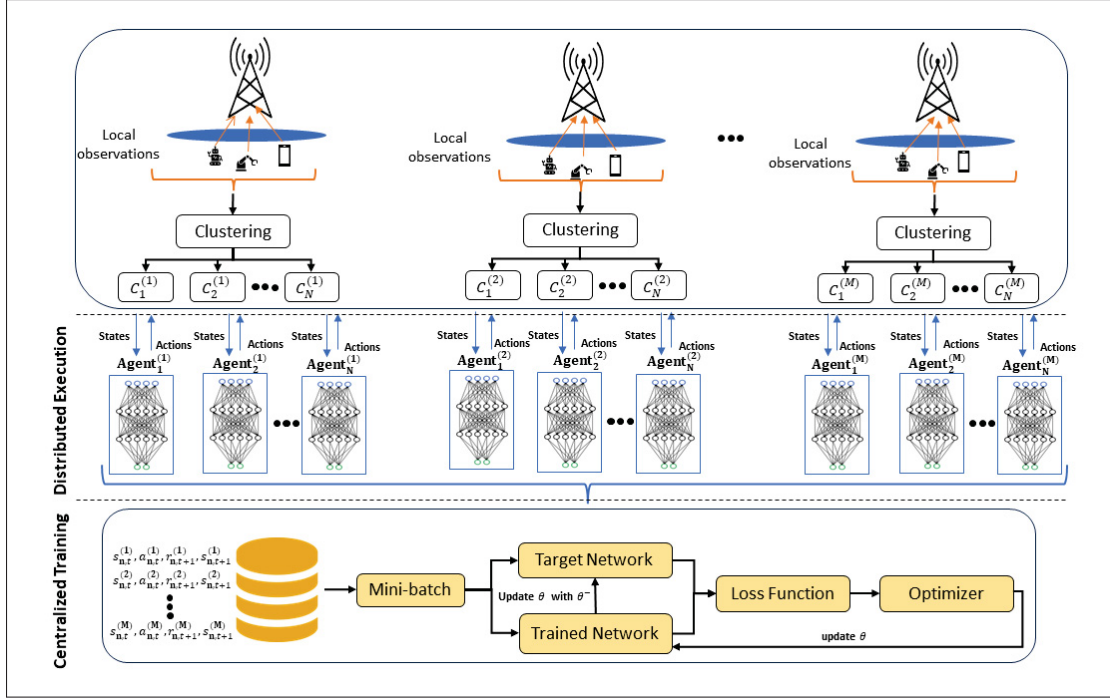 Local observations
Local observations
Local observations
Clustering
Clustering
Clustering
C_1^(1) C_2^(1) C_N^(1)
C_1^(2) C_2^(2) C_N^(2)
C_1^(M) C_2^(M) C_N^(M)
Distributed Execution
States Actions States Actions States Actions
States Actions States Actions States Actions
States Actions States Actions States Actions
Agent_1^(1) Agent_2^(1) Agent_N^(1)
Agent_1^(2) Agent_2^(2) Agent_N^(2)
Agent_1^(M) Agent_2^(M) Agent_N^(M)
Centralized Training
s_n,t^(1), a_n,t^(1), r_n,t+1^(1), s_n,t+1^(1)
s_n,t^(2), a_n,t^(2), r_n,t+1^(2), s_n,t+1^(2)
s_n,t^(M), a_n,t^(M), r_n,t+1^(M), s_n,t+1^(M)
Mini-batch
Target Network
Update θ with θ⁻
Trained Network
Loss Function
Optimizer
update θ